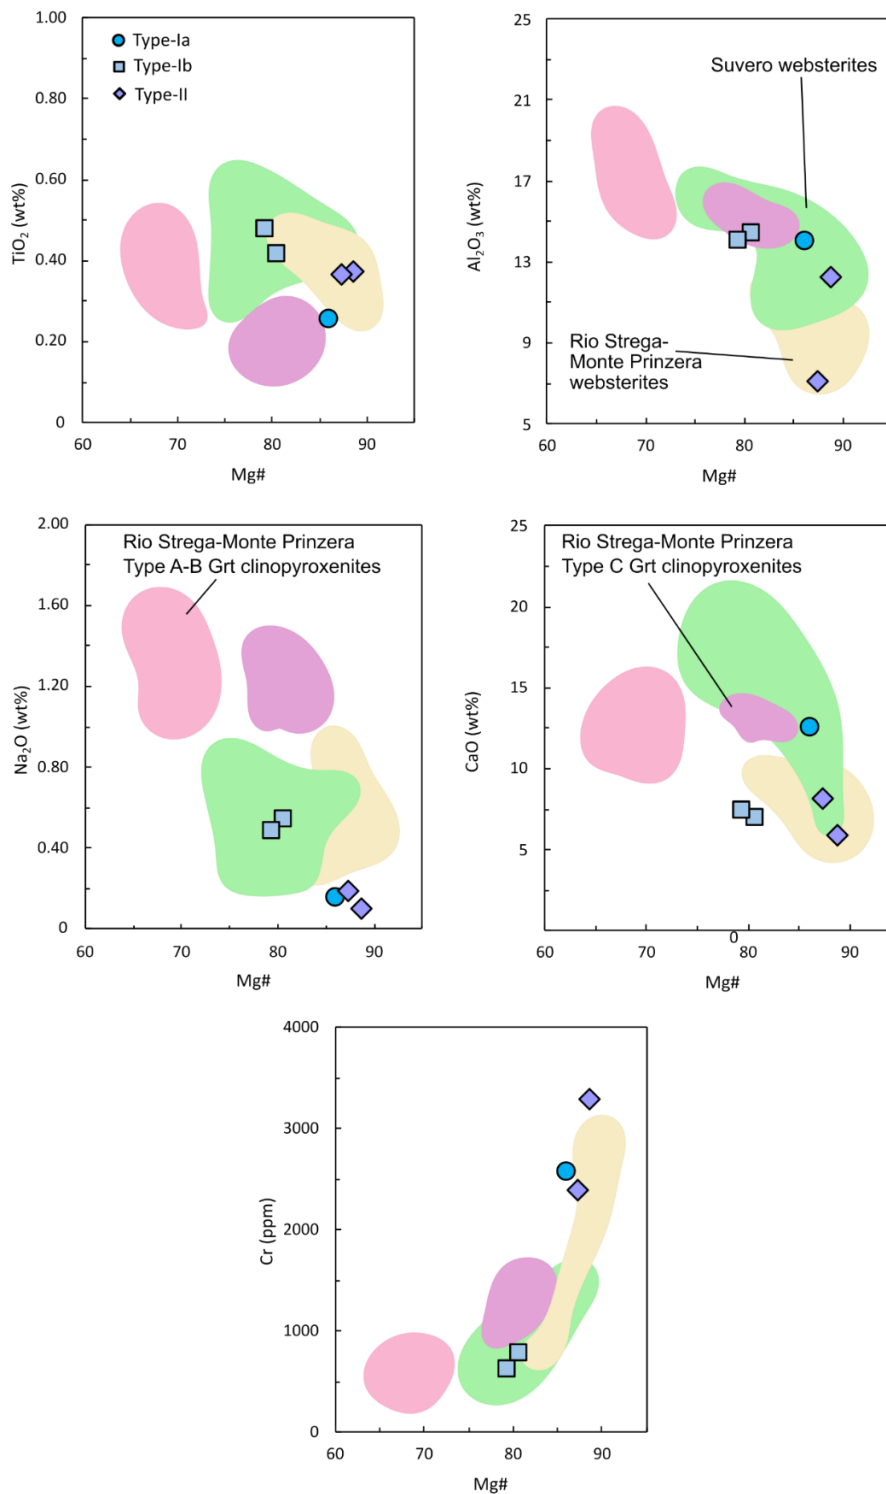 1.00
0.80
0.60
0.40
0.20
0
TiO₂ (wt%)
Type-Ia
Type-Ib
Type-II
60 70 80 90
Mg#
25
21
17
13
9
5
Al₂O₃ (wt%)
Suvero websterites
Rio Strega-
Monte Prinzera
websterites
60 70 80 90
Mg#
2.00
1.60
1.20
0.80
0.40
0
Na₂O (wt%)
Rio Strega-Monte Prinzera
Type A-B Grt clinopyroxenites
60 70 80 90
Mg#
25
20
15
10
5
0
CaO (wt%)
Rio Strega-Monte Prinzera
Type C Grt clinopyroxenites
60 70 80 90
Mg#
4000
3000
2000
1000
0
Cr (ppm)
60 70 80 90
Mg#